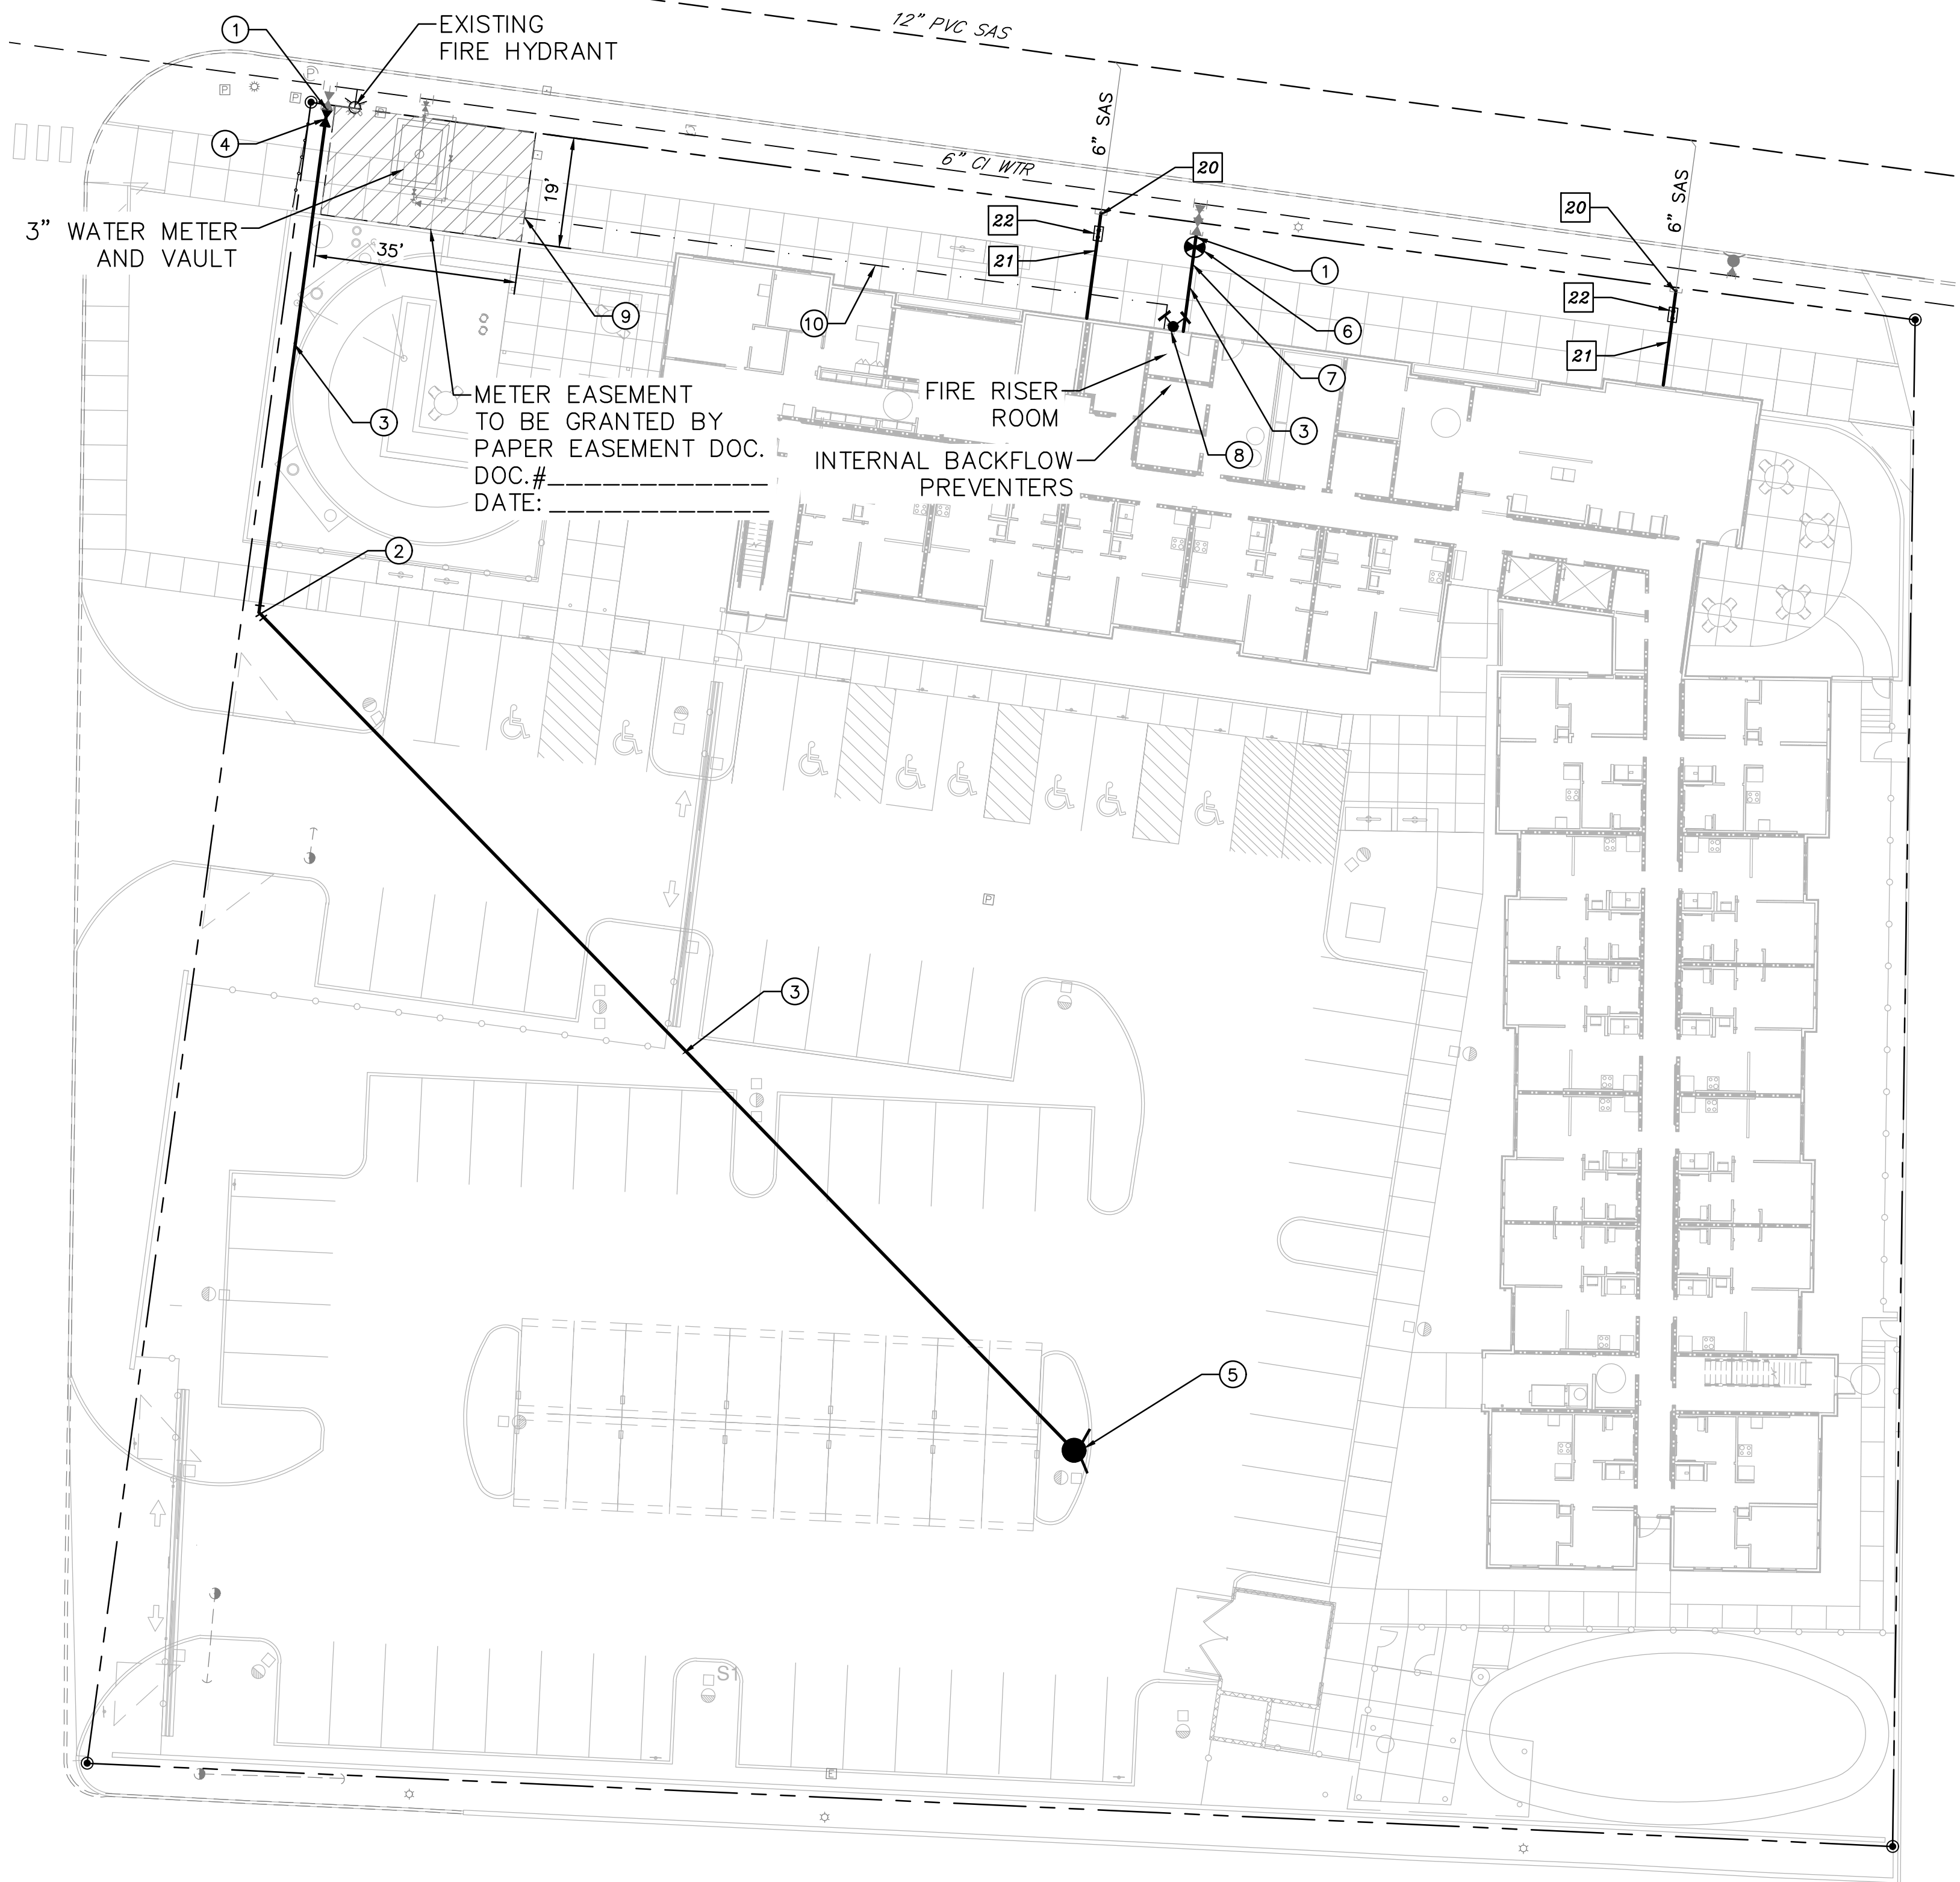 12" PVC SAS
1
EXISTING
FIRE HYDRANT
P
P
P
P
4
6" SAS
6" CI WTR
20
19'
6" SAS
20
22
3" WATER METER
AND VAULT
35'
21
1
22
9
10
6
21
METER EASEMENT
TO BE GRANTED BY
PAPER EASEMENT DOC.
DOC.#____________
DATE: ____________
FIRE RISER
ROOM
7
3
3
8
INTERNAL BACKFLOW
PREVENTERS
2
P
3
5
S1
E